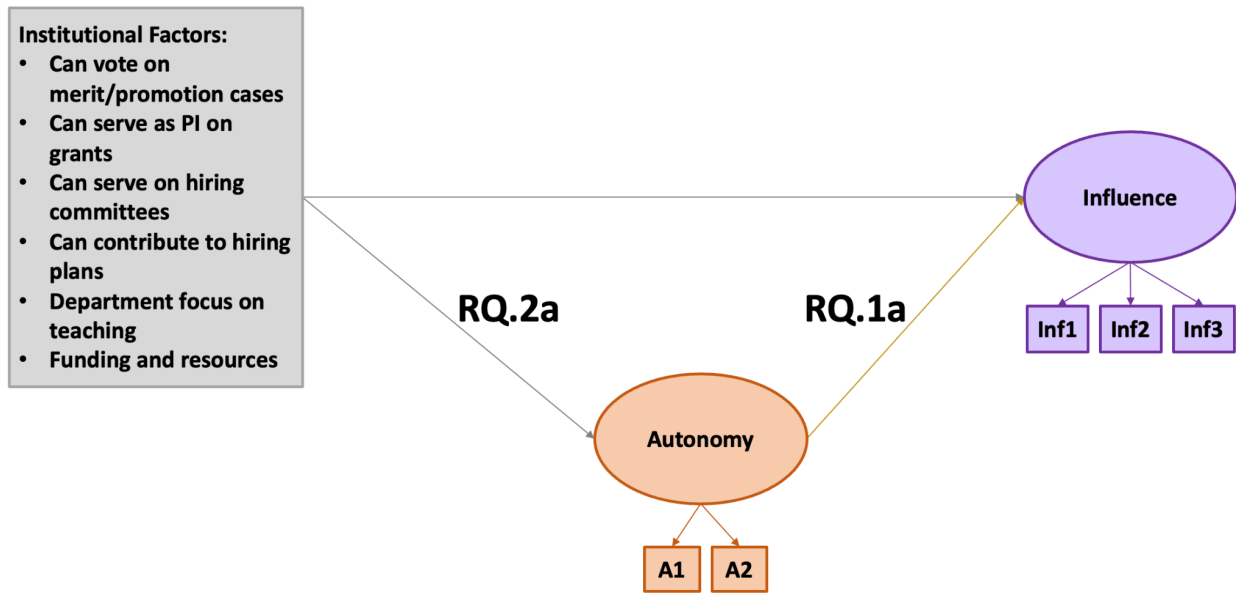 Institutional Factors:
• Can vote on
merit/promotion cases
• Can serve as PI on
grants
• Can serve on hiring
committees
• Can contribute to hiring
plans
• Department focus on
teaching
• Funding and resources
Influence
Inf1 Inf2 Inf3
RQ.2a
RQ.1a
Autonomy
A1 A2